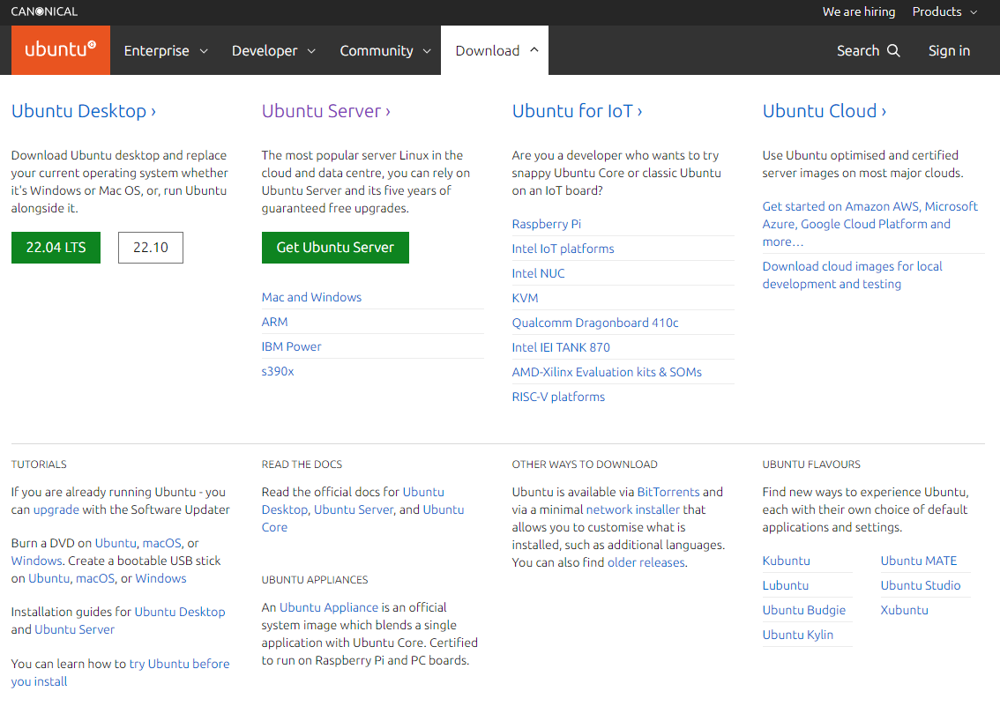 CANONICAL
We are hiring
Products
ubuntu
Enterprise
Developer
Community
Download
Search
Sign in
Ubuntu Desktop ›
Download Ubuntu desktop and replace
your current operating system whether
it's Windows or Mac OS, or, run Ubuntu
alongside it.
22.04 LTS
22.10
Ubuntu Server ›
The most popular server Linux in the
cloud and data centre, you can rely on
Ubuntu Server and its five years of
guaranteed free upgrades.
Get Ubuntu Server
Mac and Windows
ARM
IBM Power
s390x
Ubuntu for IoT ›
Are you a developer who wants to try
snappy Ubuntu Core or classic Ubuntu
on an IoT board?
Raspberry Pi
Intel IoT platforms
Intel NUC
KVM
Qualcomm Dragonboard 410c
Intel IEI TANK 870
AMD-Xilinx Evaluation kits & SOMs
RISC-V platforms
Ubuntu Cloud ›
Use Ubuntu optimised and certified
server images on most major clouds.
Get started on Amazon AWS, Microsoft
Azure, Google Cloud Platform and
more…
Download cloud images for local
development and testing
TUTORIALS
If you are already running Ubuntu - you
can upgrade with the Software Updater
Burn a DVD on Ubuntu, macOS, or
Windows. Create a bootable USB stick
on Ubuntu, macOS, or Windows
Installation guides for Ubuntu Desktop
and Ubuntu Server
You can learn how to try Ubuntu before
you install
READ THE DOCS
Read the official docs for Ubuntu
Desktop, Ubuntu Server, and Ubuntu
Core
UBUNTU APPLIANCES
An Ubuntu Appliance is an official
system image which blends a single
application with Ubuntu Core. Certified
to run on Raspberry Pi and PC boards.
OTHER WAYS TO DOWNLOAD
Ubuntu is available via BitTorrents and
via a minimal network installer that
allows you to customise what is
installed, such as additional languages.
You can also find older releases.
UBUNTU FLAVOURS
Find new ways to experience Ubuntu,
each with their own choice of default
applications and settings.
Kubuntu
Lubuntu
Ubuntu Budgie
Ubuntu Kylin
Ubuntu MATE
Ubuntu Studio
Xubuntu